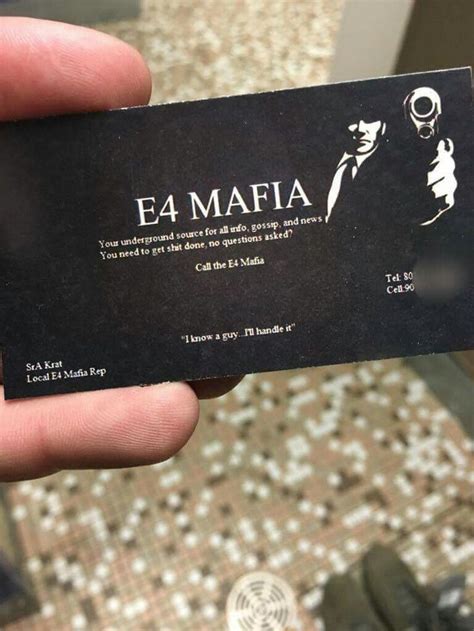 E4 MAFIA
Your underground source for all info, gossip, and news
You need to get shit done, no questions asked?
Call the E4 Mafia
Tel: 80
Cell:90
"I know a guy...I'll handle it"
SrA Krat
Local E4 Mafia Rep